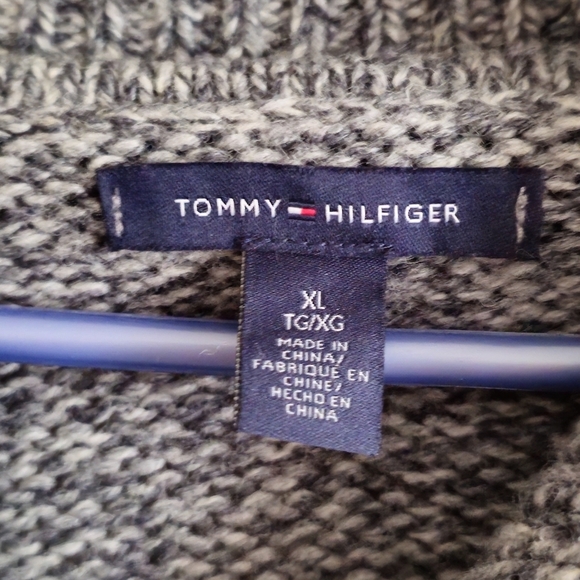 TOMMY HILFIGER
XL
TG/XG
MADE IN
CHINA/
FABRIQUE EN
CHINE/
HECHO EN
CHINA